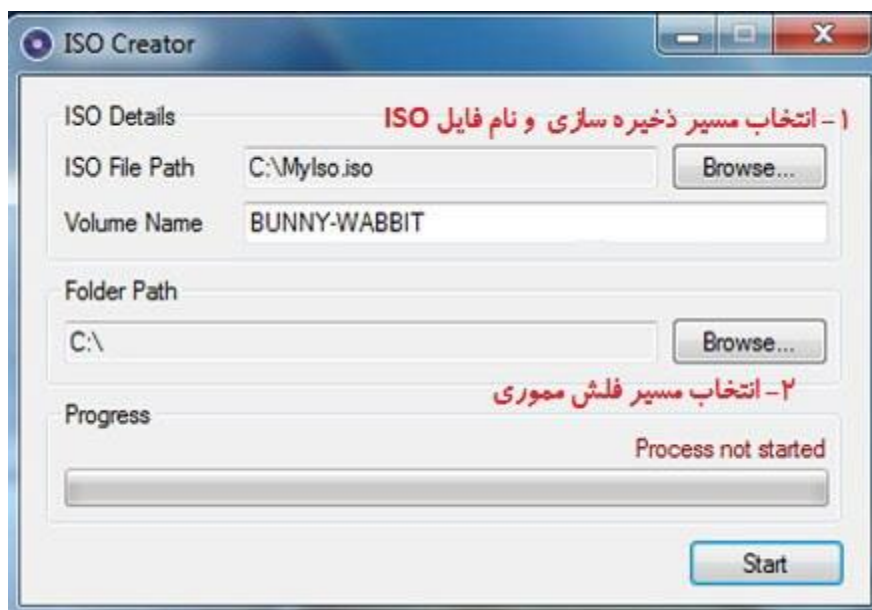 ISO Creator
ISO Details
۱- انتخاب مسیر ذخیره سازی و نام فایل ISO
ISO File Path C:\MyIso.iso Browse...
Volume Name BUNNY-WABBIT
Folder Path
C:\ Browse...
۲- انتخاب مسیر فلش مموری
Progress
Process not started
Start